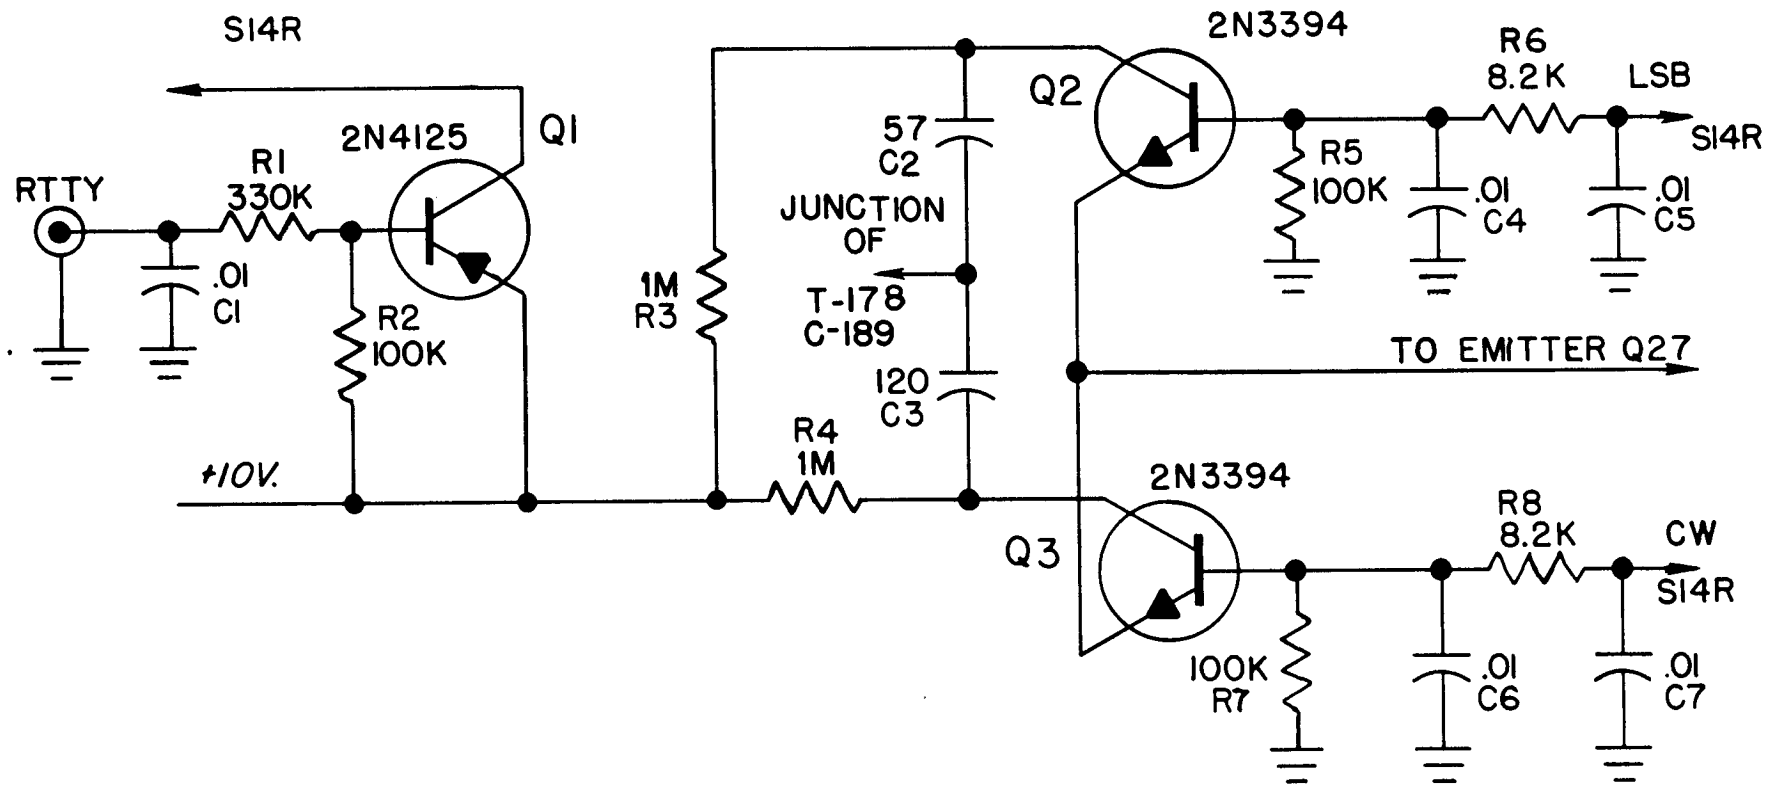 S14R
2N3394
R6
8.2K
LSB
S14R
Q2
2N4125
Q1
57
C2
R5
100K
.01
C4
.01
C5
RTTY
R1
330K
JUNCTION
OF
T-178
C-189
.01
C1
1M
R3
R2
100K
TO EMITTER Q27
120
C3
R4
1M
+10V.
2N3394
R8
8.2K
CW
S14R
Q3
100K
R7
.01
C6
.01
C7